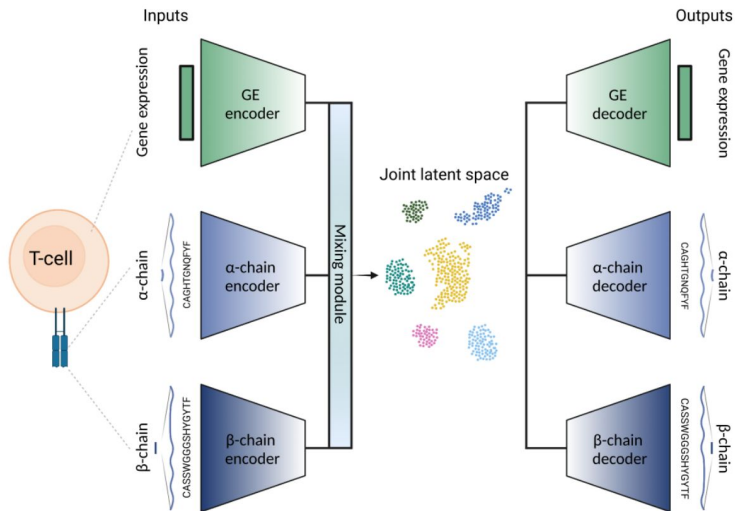 Inputs
Outputs
Gene expression
GE
encoder
GE
decoder
Gene expression
Joint latent space
T-cell
α-chain
CAGHTGNQFYF
α-chain
encoder
Mixing module
α-chain
decoder
CAGHTGNQFYF
α-chain
β-chain
CASSWGGGSHYGYTF
β-chain
encoder
β-chain
decoder
CASSWGGGSHYGYTF
β-chain